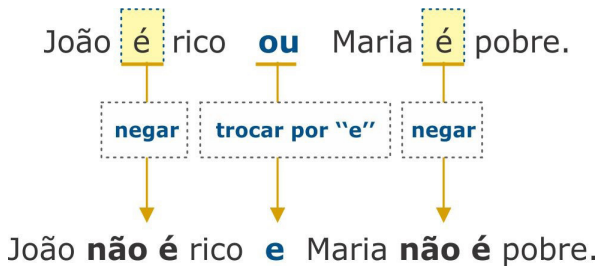 João é rico ou Maria é pobre.
negar trocar por ‘‘e’’ negar
João não é rico e Maria não é pobre.